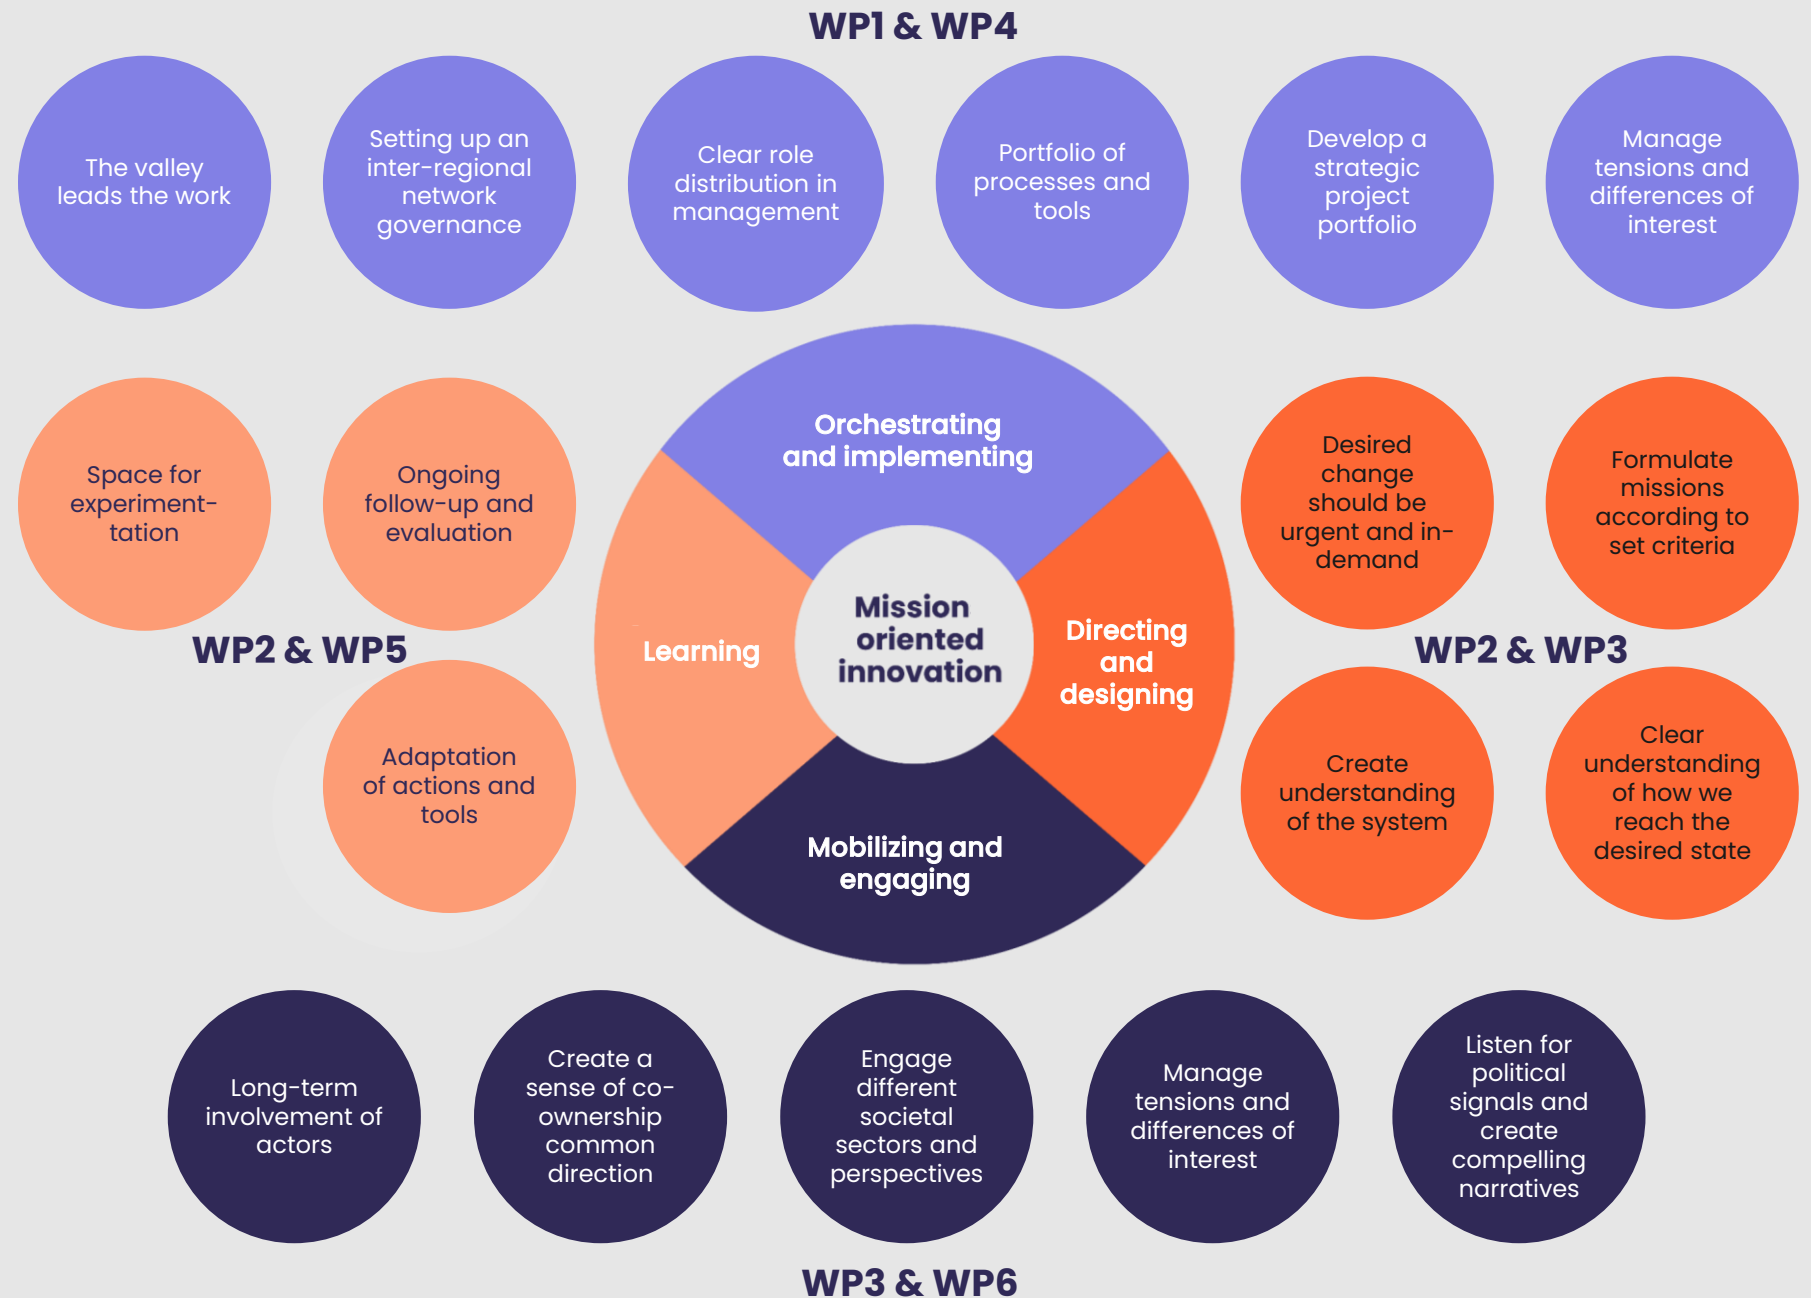 WP1 & WP4
The valley
leads the work
Setting up an
inter-regional
network
governance
Clear role
distribution in
management
Portfolio of
processes and
tools
Develop a
strategic
project
portfolio
Manage
tensions and
differences of
interest
Space for
experiment-
tation
Ongoing
follow-up and
evaluation
Orchestrating
and implementing
Desired
change
should be
urgent and in-
demand
Formulate
missions
according to
set criteria
WP2 & WP5
Learning
Mission
oriented
innovation
Directing
and
designing
WP2 & WP3
Adaptation
of actions and
tools
Mobilizing and
engaging
Create
understanding
of the system
Clear
understanding
of how we
reach the
desired state
Long-term
involvement of
actors
Create a
sense of co-
ownership
common
direction
Engage
different
societal
sectors and
perspectives
Manage
tensions and
differences of
interest
Listen for
political
signals and
create
compelling
narratives
WP3 & WP6